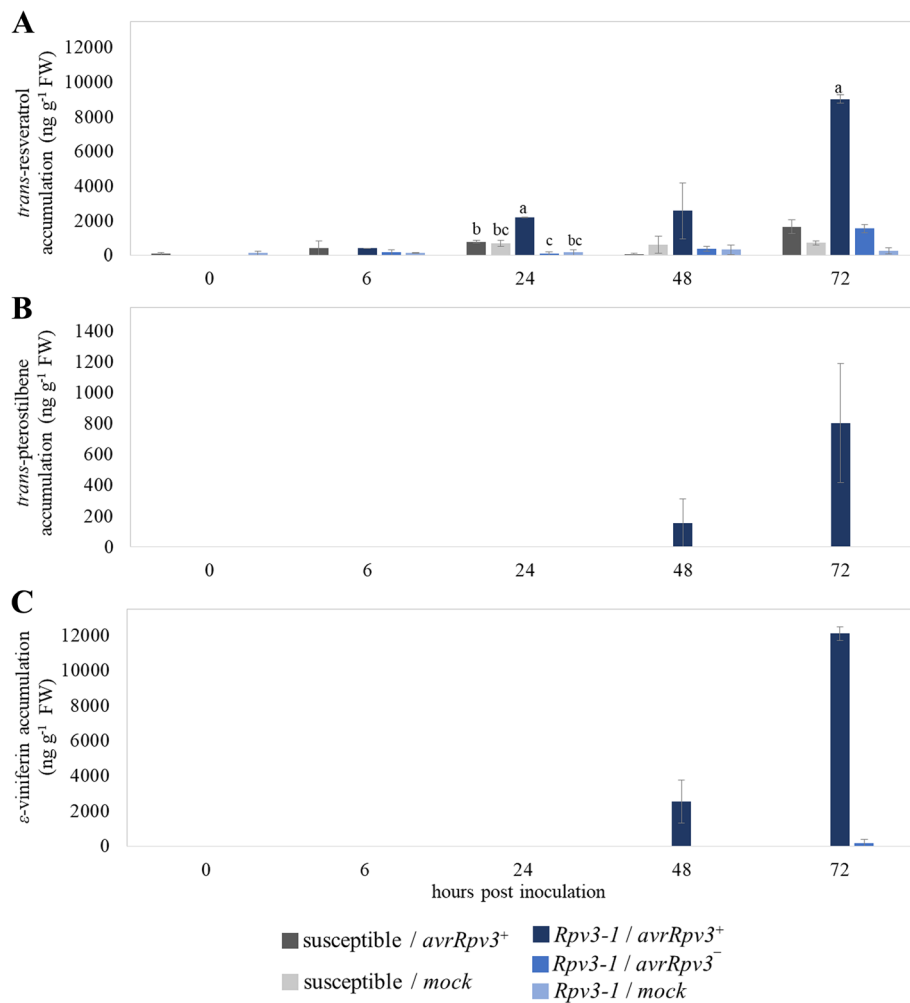 A
trans-resveratrol
accumulation (ng g⁻¹ FW)
12000
10000
8000
6000
4000
2000
0
a
b bc a c bc
0 6 24 48 72
B
trans-pterostilbene
accumulation (ng g⁻¹ FW)
1400
1200
1000
800
600
400
200
0
0 6 24 48 72
C
ε-viniferin accumulation
(ng g⁻¹ FW)
12000
10000
8000
6000
4000
2000
0
0 6 24 48 72
hours post inoculation
susceptible / avrRpv3⁺
susceptible / mock
Rpv3-1 / avrRpv3⁺
Rpv3-1 / avrRpv3⁻
Rpv3-1 / mock